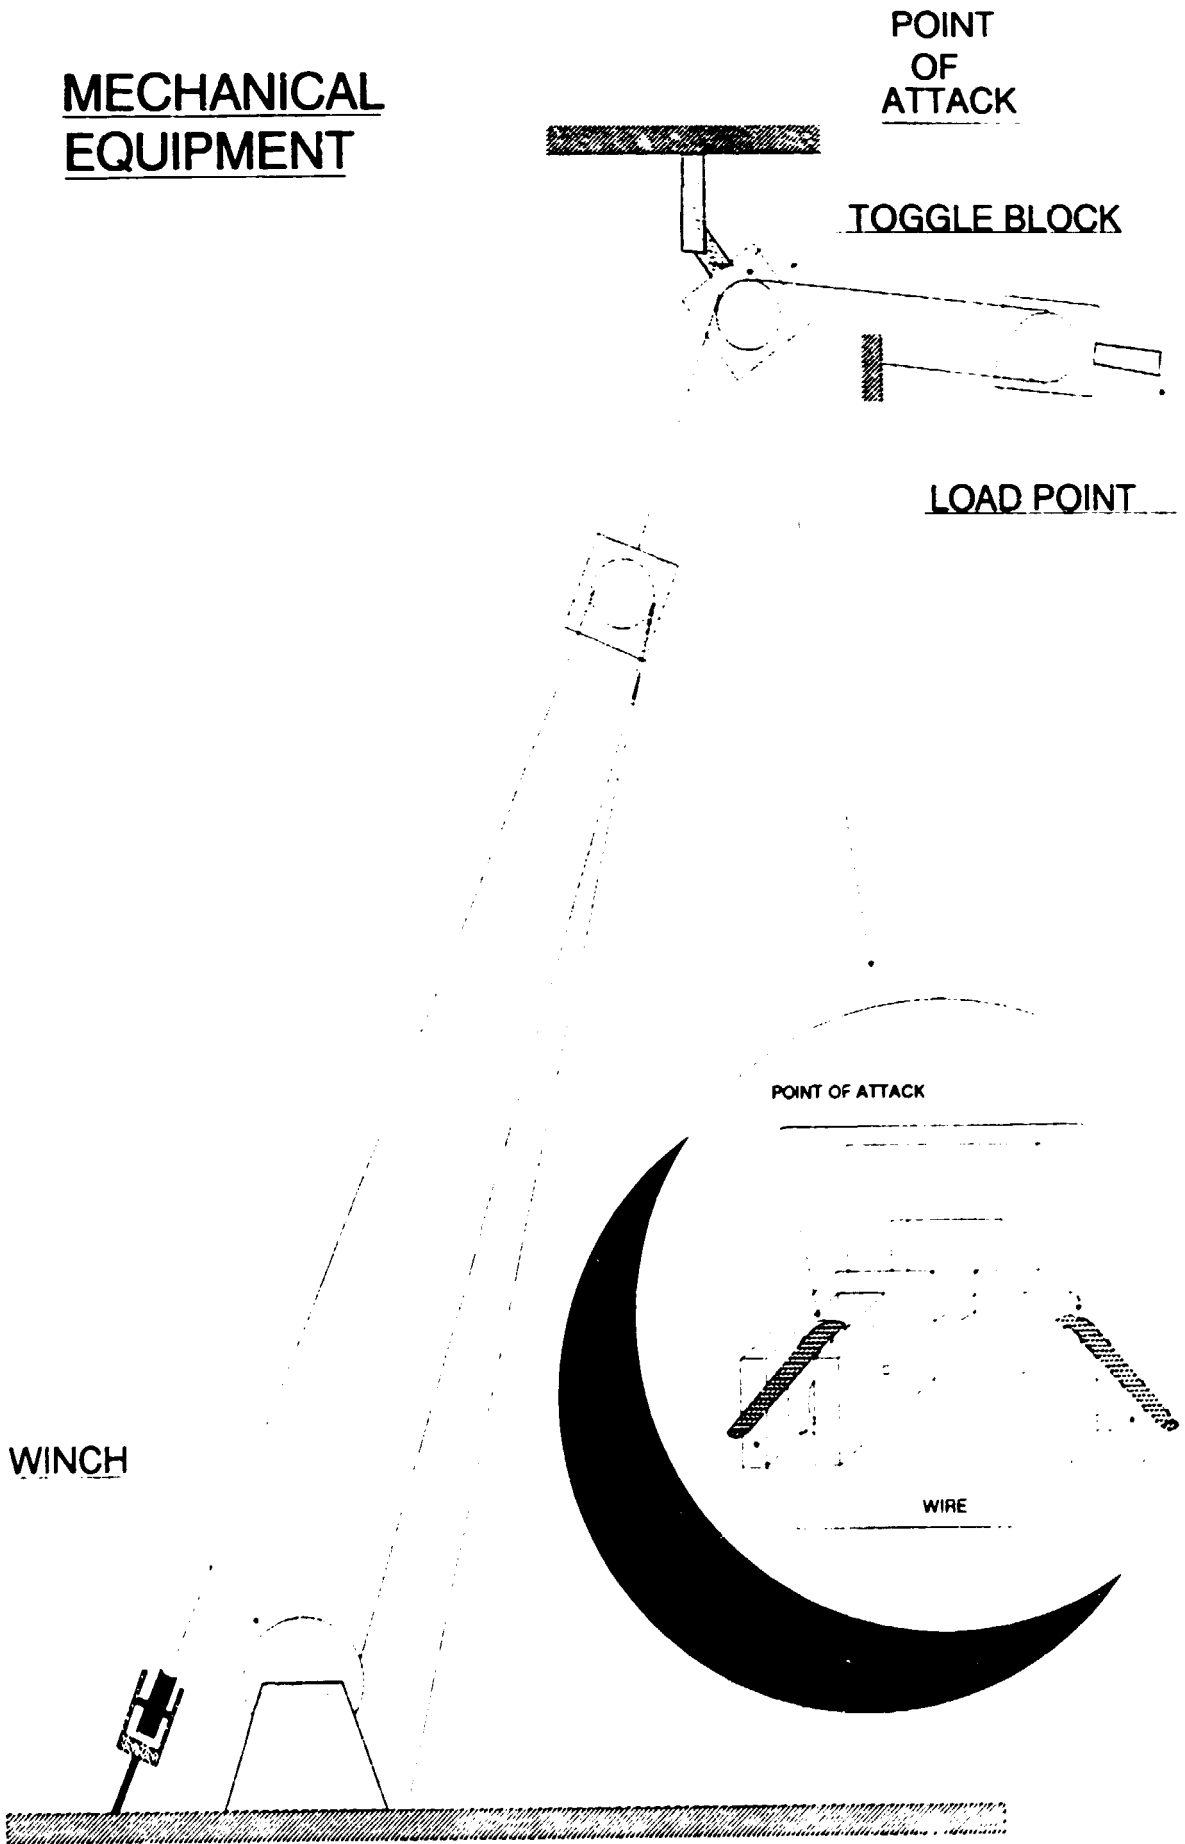 MECHANICAL
EQUIPMENT
POINT
OF
ATTACK
TOGGLE BLOCK
LOAD POINT
POINT OF ATTACK
WIRE
WINCH